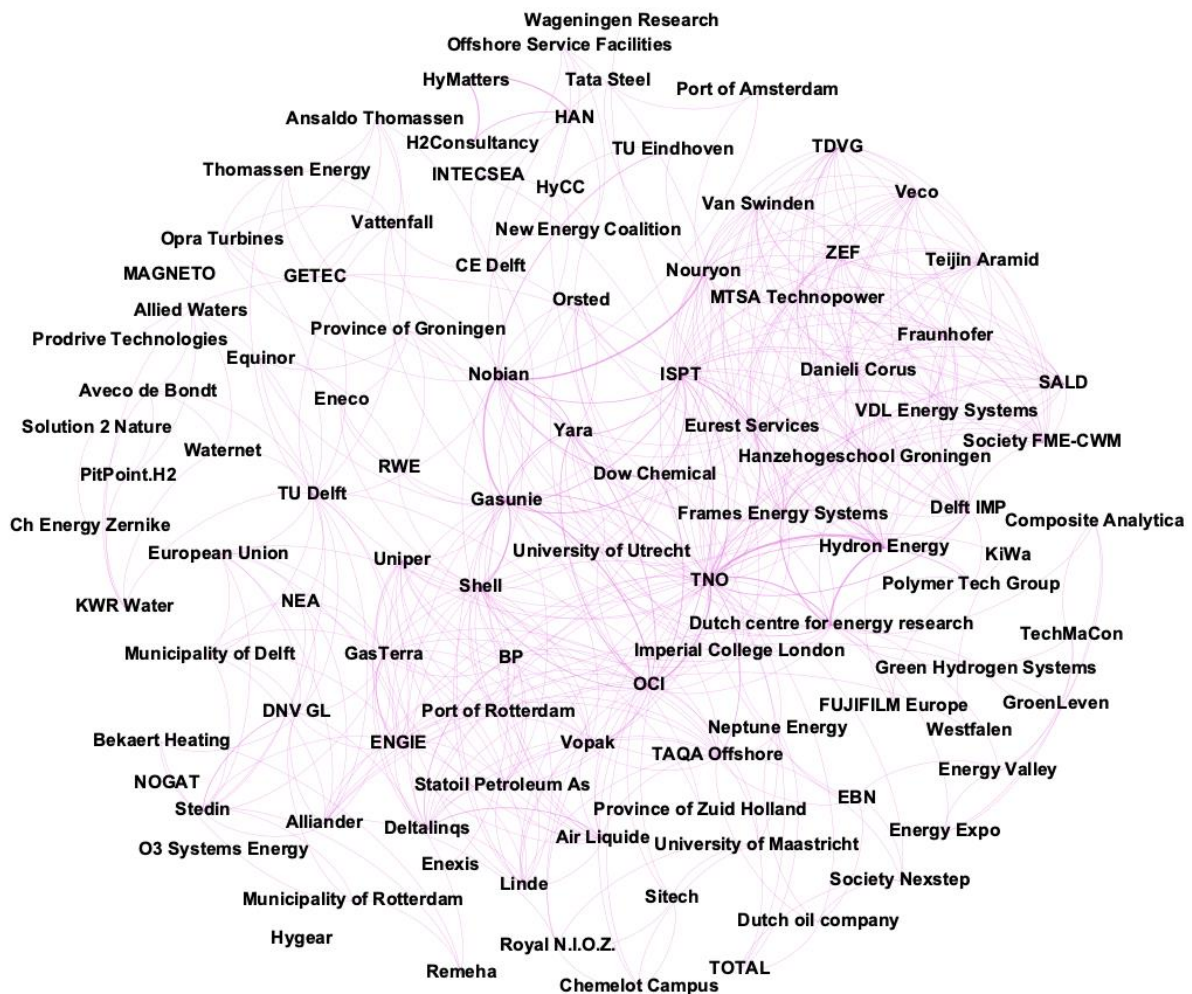 Wageningen Research
Offshore Service Facilities
HyMatters
Tata Steel
Port of Amsterdam
Ansaldo Thomassen
HAN
H2Consultancy
TU Eindhoven
TDVG
Thomassen Energy
INTECSEA
HyCC
Veco
Van Swinden
Vattenfall
New Energy Coalition
Opra Turbines
ZEF
Teijin Aramid
CE Delft
Nouryon
MAGNETO
GETEC
Orsted
MTSA Technopower
Allied Waters
Province of Groningen
Fraunhofer
Prodrive Technologies
Equinor
Danieli Corus
Nobian
ISPT
SALD
Aveco de Bondt
Eneco
VDL Energy Systems
Solution 2 Nature
Yara
Eurest Services
Society FME-CWM
Waternet
Hanzehogeschool Groningen
RWE
PitPoint.H2
Dow Chemical
TU Delft
Gasunie
Delft IMP
Frames Energy Systems
Composite Analytica
Ch Energy Zernike
European Union
Uniper
University of Utrecht
Hydron Energy
KiWa
TNO
Shell
Polymer Tech Group
KWR Water
NEA
Dutch centre for energy research
TechMaCon
Municipality of Delft
GasTerra
BP
Imperial College London
Green Hydrogen Systems
OCI
DNV GL
Port of Rotterdam
FUJIFILM Europe
GroenLeven
Bekaert Heating
ENGIE
Vopak
Neptune Energy
Westfalen
TAQA Offshore
Energy Valley
NOGAT
Statoil Petroleum As
Stedin
Province of Zuid Holland
EBN
Alliander
Deltalinqs
Air Liquide
Energy Expo
O3 Systems Energy
University of Maastricht
Enexis
Linde
Society Nexstep
Municipality of Rotterdam
Sitech
Dutch oil company
Hygear
Royal N.I.O.Z.
Remeha
TOTAL
Chemelot Campus